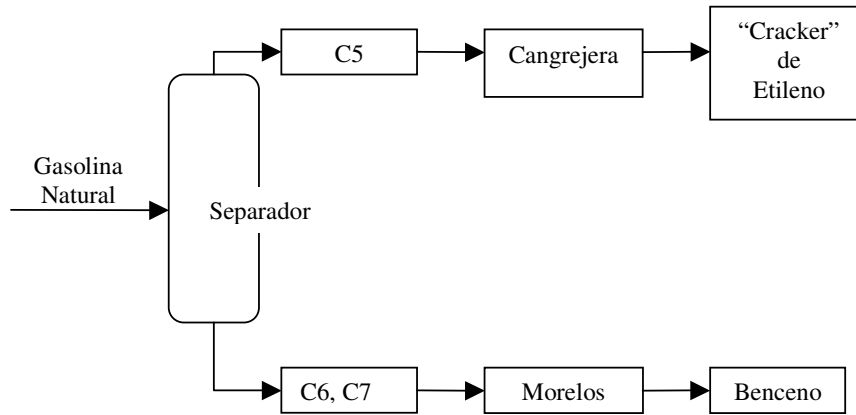 C5
Cangrejera
“Cracker”
de
Etileno
Gasolina
Natural
Separador
C6, C7
Morelos
Benceno